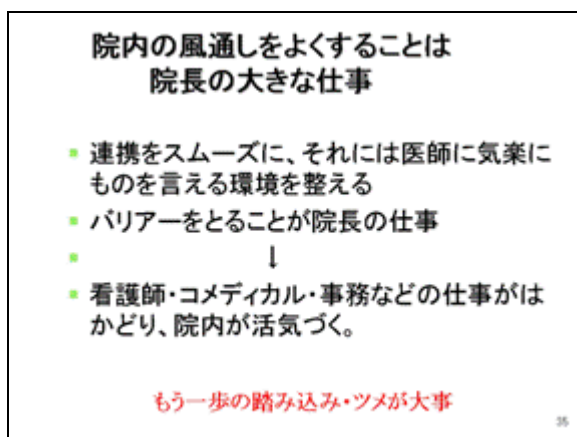 院内の風通しをよくすることは
院長の大きな仕事
▪ 連携をスムーズに、それには医師に気楽に
ものを言える環境を整える
▪ バリアーをとることが院長の仕事
▪ ↓
▪ 看護師・コメディカル・事務などの仕事がは
かどり、院内が活気づく。
もう一歩の踏み込み・ツメが大事
35